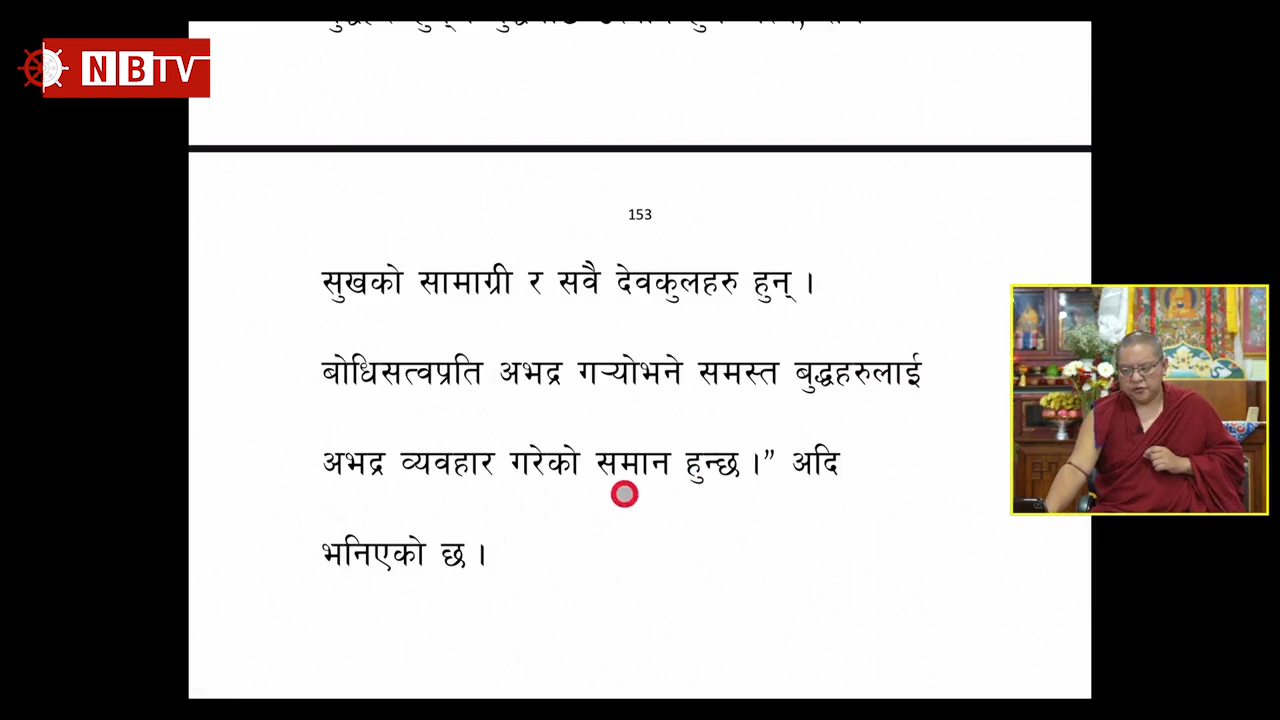 NBTV
153
सुखको सामाग्री र सवै देवकुलहरु हुन् ।
बोधिसत्वप्रति अभद्र गऱ्योभने समस्त बुद्धहरुलाई
अभद्र व्यवहार गरेको समान हुन्छ ।” अदि
भनिएको छ ।